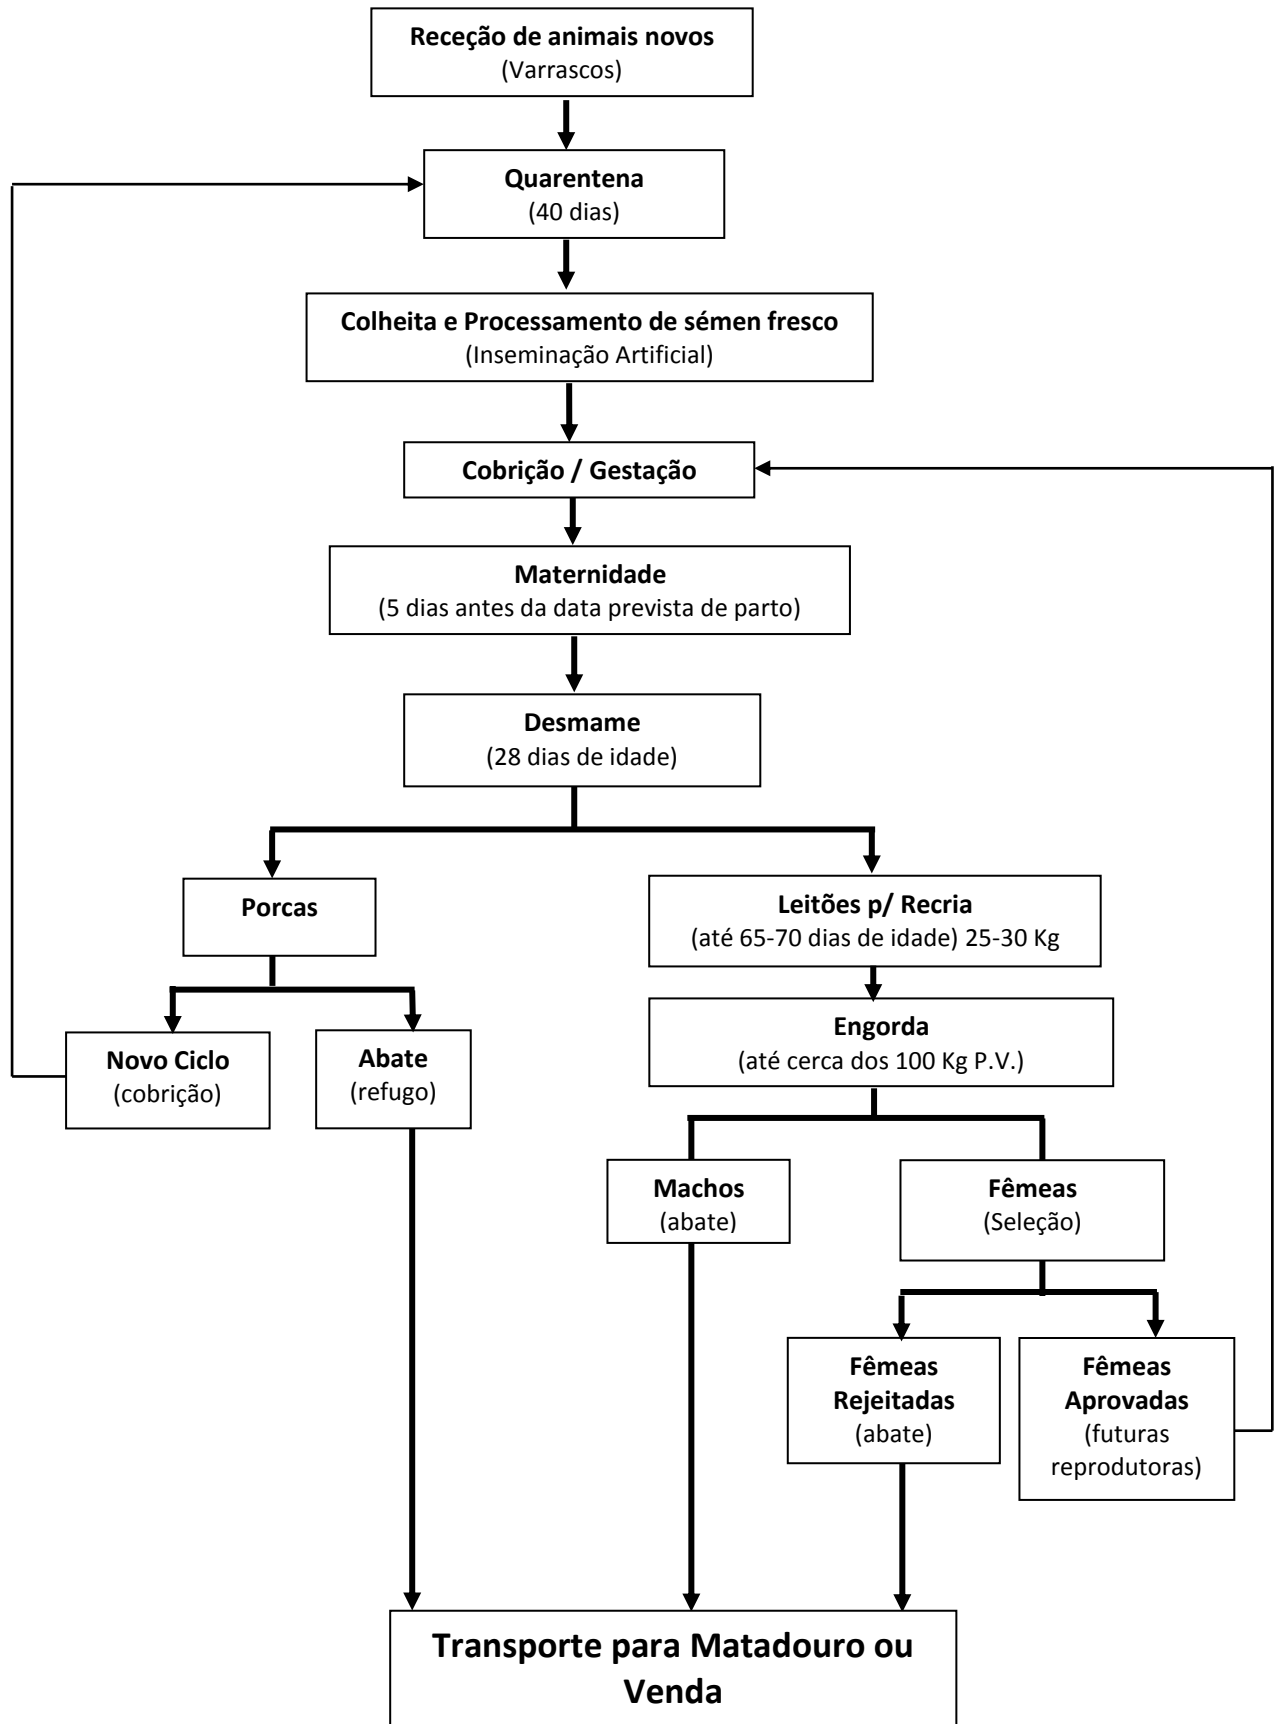 Receção de animais novos
(Varrascos)
Quarentena
(40 dias)
Colheita e Processamento de sémen fresco
(Inseminação Artificial)
Cobrição / Gestação
Maternidade
(5 dias antes da data prevista de parto)
Desmame
(28 dias de idade)
Porcas
Leitões p/ Recria
(até 65-70 dias de idade) 25-30 Kg
Novo Ciclo
(cobrição)
Abate
(refugo)
Engorda
(até cerca dos 100 Kg P.V.)
Machos
(abate)
Fêmeas
(Seleção)
Fêmeas
Rejeitadas
(abate)
Fêmeas
Aprovadas
(futuras
reprodutoras)
Transporte para Matadouro ou
Venda